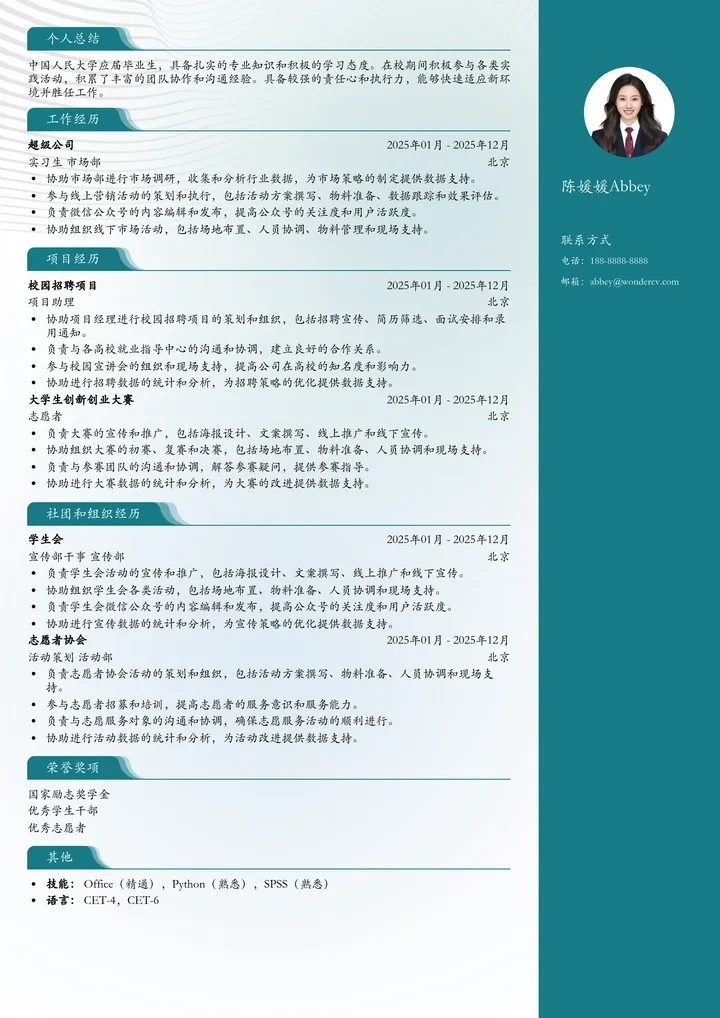 个人总结
中国人民大学应届毕业生，具备扎实的专业知识和积极的学习态度。在校期间积极参与各类实
践活动，积累了丰富的团队协作和沟通经验。具备较强的责任心和执行力，能够快速适应新环
境并胜任工作。
工作经历
超级公司 2025年01月 - 2025年12月
实习生 市场部 北京
• 协助市场部进行市场调研，收集和分析行业数据，为市场策略的制定提供数据支持。
• 参与线上营销活动的策划和执行，包括活动方案撰写、物料准备、数据跟踪和效果评估。
• 负责微信公众号的内容编辑和发布，提高公众号的关注度和用户活跃度。
• 协助组织线下市场活动，包括场地布置、人员协调、物料管理和现场支持。
项目经历
校园招聘项目 2025年01月 - 2025年12月
项目助理 北京
• 协助项目经理进行校园招聘项目的策划和组织，包括招聘宣传、简历筛选、面试安排和录
用通知。
• 负责与各高校就业指导中心的沟通和协调，建立良好的合作关系。
• 参与校园宣讲会的组织和现场支持，提高公司在高校的知名度和影响力。
• 协助进行招聘数据的统计和分析，为招聘策略的优化提供数据支持。
大学生创新创业大赛 2025年01月 - 2025年12月
志愿者 北京
• 负责大赛的宣传和推广，包括海报设计、文案撰写、线上推广和线下宣传。
• 协助组织大赛的初赛、复赛和决赛，包括场地布置、物料准备、人员协调和现场支持。
• 负责与参赛团队的沟通和协调，解答参赛疑问，提供参赛指导。
• 协助进行大赛数据的统计和分析，为大赛的改进提供数据支持。
社团和组织经历
学生会 2025年01月 - 2025年12月
宣传部干事 宣传部 北京
• 负责学生会活动的宣传和推广，包括海报设计、文案撰写、线上推广和线下宣传。
• 协助组织学生会各类活动，包括场地布置、物料准备、人员协调和现场支持。
• 负责学生会微信公众号的内容编辑和发布，提高公众号的关注度和用户活跃度。
• 协助进行宣传数据的统计和分析，为宣传策略的优化提供数据支持。
志愿者协会 2025年01月 - 2025年12月
活动策划 活动部 北京
• 负责志愿者协会活动的策划和组织，包括活动方案撰写、物料准备、人员协调和现场支
持。
• 参与志愿者招募和培训，提高志愿者的服务意识和服务能力。
• 负责与志愿服务对象的沟通和协调，确保志愿服务活动的顺利进行。
• 协助进行活动数据的统计和分析，为活动改进提供数据支持。
荣誉奖项
国家励志奖学金
优秀学生干部
优秀志愿者
其他
• 技能： Office（精通）, Python（熟悉）, SPSS（熟悉）
• 语言： CET-4，CET-6
陈媛媛Abbey
联系方式
电话：188-8888-8888
邮箱：abbey@wondercv.com